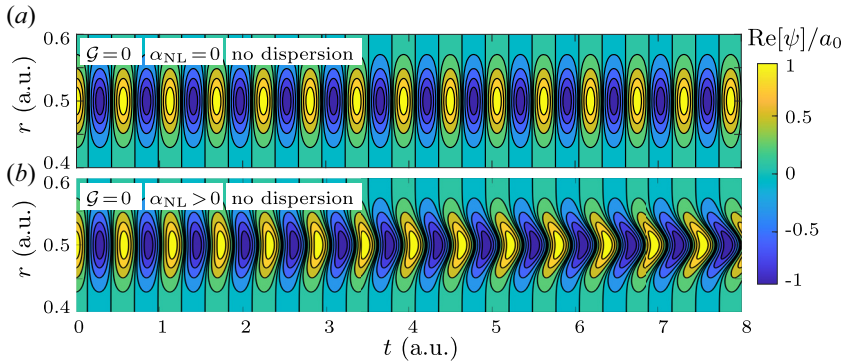 (a)
0.6
𝒢=0 α_NL=0 no dispersion
r (a.u.)
0.5
0.4
(b)
0.6
𝒢=0 α_NL>0 no dispersion
r (a.u.)
0.5
0.4
0 1 2 3 4 5 6 7 8
t (a.u.)
Re[ψ]/a₀
1
0.5
0
-0.5
-1